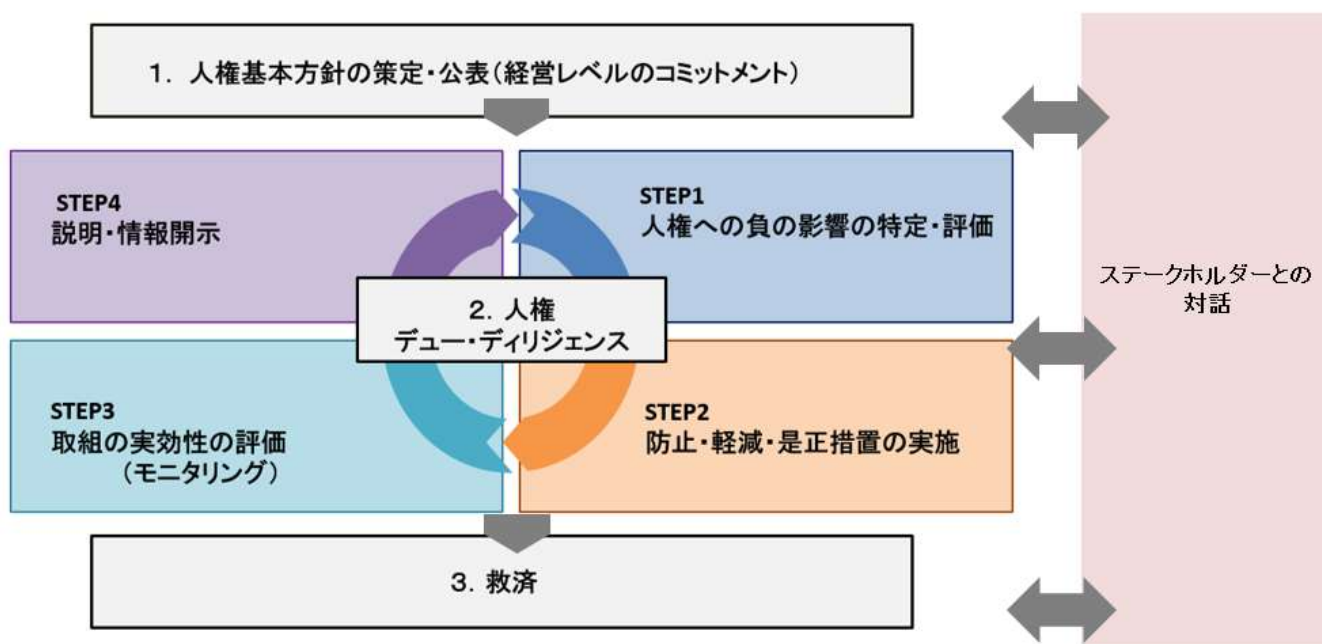 1. 人権基本方針の策定・公表(経営レベルのコミットメント)
STEP4
説明・情報開示
STEP1
人権への負の影響の特定・評価
2. 人権
デュー・ディリジェンス
STEP3
取組の実効性の評価
(モニタリング)
STEP2
防止・軽減・是正措置の実施
3. 救済
ステークホルダーとの
対話